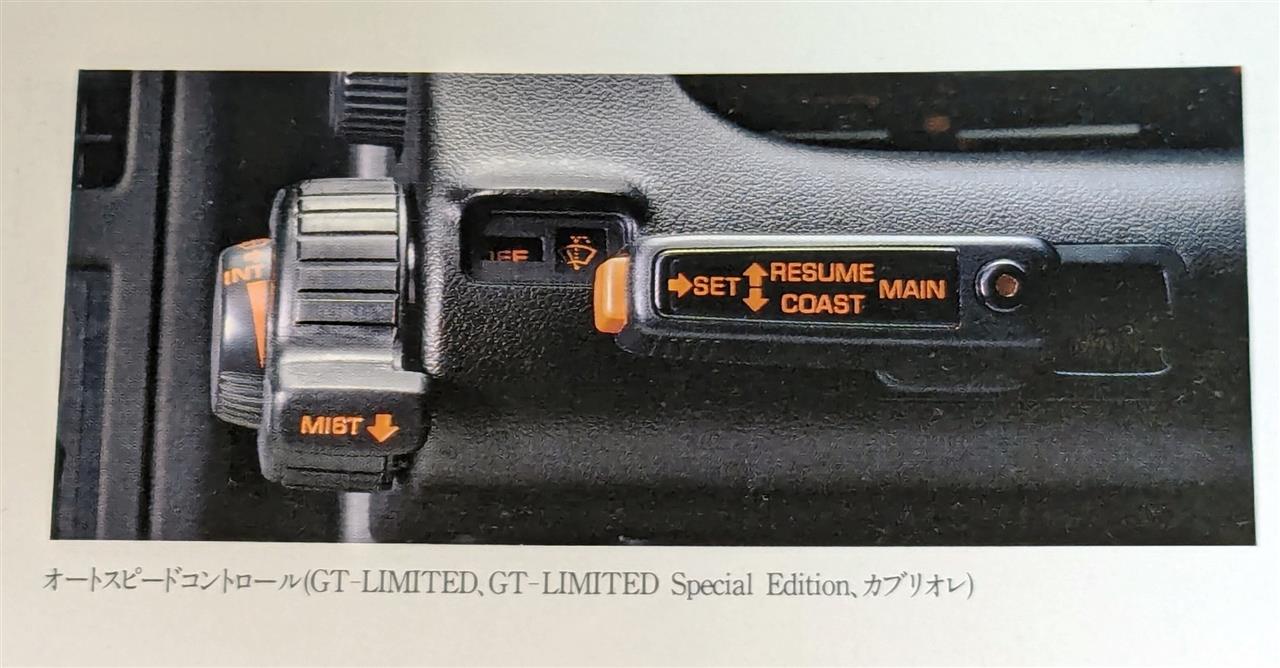 INT
MIST
SET
RESUME
COAST
MAIN
オートスピードコントロール(GT-LIMITED、GT-LIMITED Special Edition、カブリオレ)